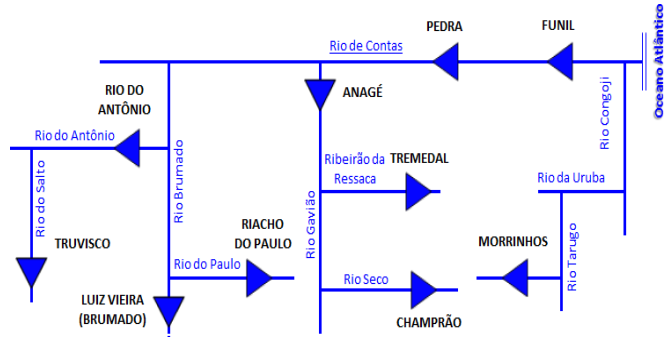 PEDRA
FUNIL
Rio de Contas
Oceano Atlântico
RIO DO
ANTÔNIO
ANAGÉ
Rio Congoji
Rio do Antônio
Rio do Salto
Rio Brumado
Ribeirão da
Ressaca
TREMEDAL
Rio da Uruba
Rio Gavião
TRUVISCO
RIACHO
DO PAULO
MORRINHOS
Rio Tarugo
Rio do Paulo
Rio Seco
LUIZ VIEIRA
(BRUMADO)
CHAMPRÃO